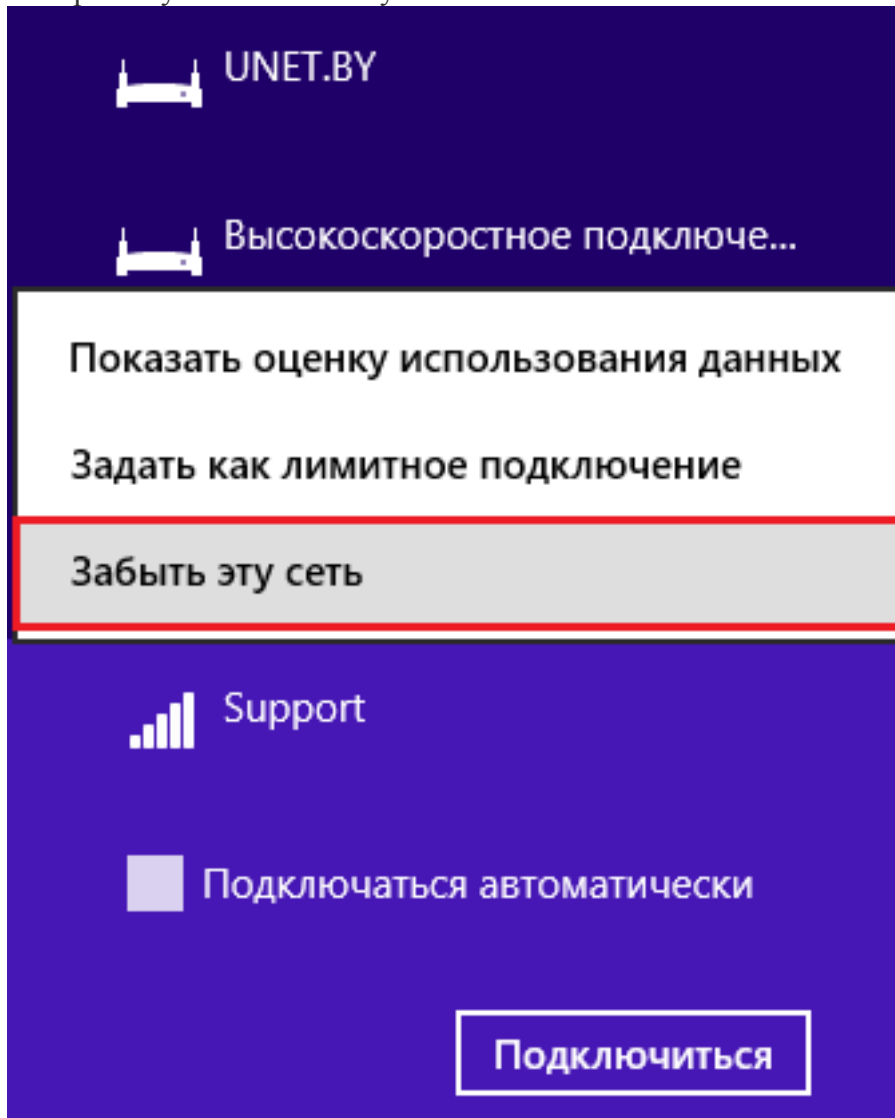 UNET.BY
Высокоскоростное подключе...
Показать оценку использования данных
Задать как лимитное подключение
Забыть эту сеть
Support
Подключаться автоматически
Подключиться